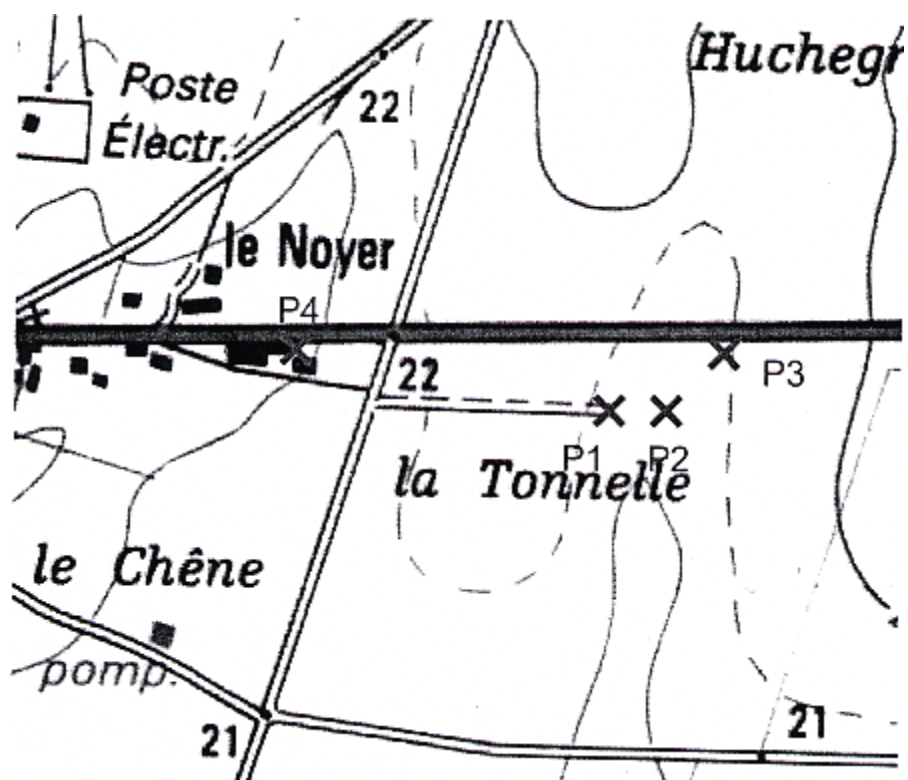 Huchegr
Poste
Électr.
22
le Noyer
P4
22
P3
P1 P2
la Tonnelle
le Chêne
pomp.
21
21